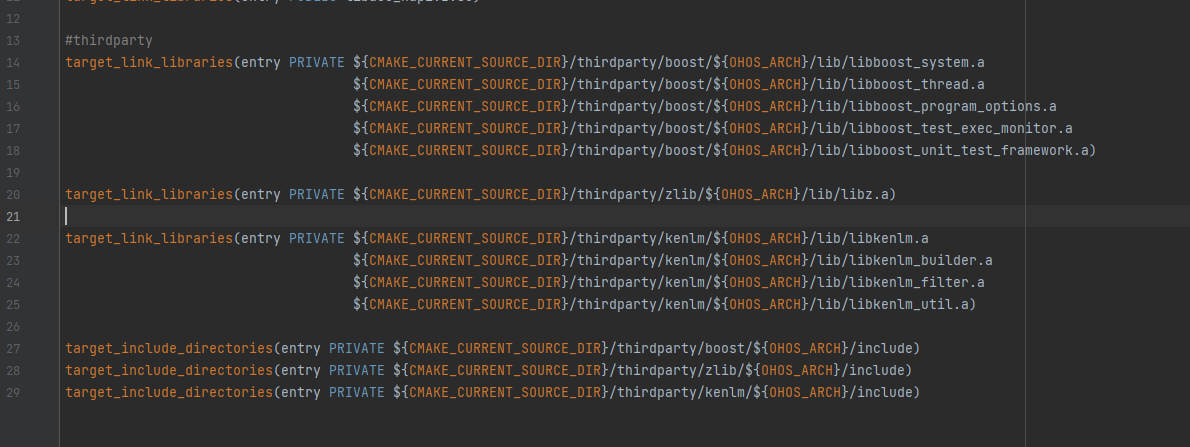 12
13 #thirdparty
14 target_link_libraries(entry PRIVATE ${CMAKE_CURRENT_SOURCE_DIR}/thirdparty/boost/${OHOS_ARCH}/lib/libboost_system.a
15 ${CMAKE_CURRENT_SOURCE_DIR}/thirdparty/boost/${OHOS_ARCH}/lib/libboost_thread.a
16 ${CMAKE_CURRENT_SOURCE_DIR}/thirdparty/boost/${OHOS_ARCH}/lib/libboost_program_options.a
17 ${CMAKE_CURRENT_SOURCE_DIR}/thirdparty/boost/${OHOS_ARCH}/lib/libboost_test_exec_monitor.a
18 ${CMAKE_CURRENT_SOURCE_DIR}/thirdparty/boost/${OHOS_ARCH}/lib/libboost_unit_test_framework.a)
19
20 target_link_libraries(entry PRIVATE ${CMAKE_CURRENT_SOURCE_DIR}/thirdparty/zlib/${OHOS_ARCH}/lib/libz.a)
21
22 target_link_libraries(entry PRIVATE ${CMAKE_CURRENT_SOURCE_DIR}/thirdparty/kenlm/${OHOS_ARCH}/lib/libkenlm.a
23 ${CMAKE_CURRENT_SOURCE_DIR}/thirdparty/kenlm/${OHOS_ARCH}/lib/libkenlm_builder.a
24 ${CMAKE_CURRENT_SOURCE_DIR}/thirdparty/kenlm/${OHOS_ARCH}/lib/libkenlm_filter.a
25 ${CMAKE_CURRENT_SOURCE_DIR}/thirdparty/kenlm/${OHOS_ARCH}/lib/libkenlm_util.a)
26
27 target_include_directories(entry PRIVATE ${CMAKE_CURRENT_SOURCE_DIR}/thirdparty/boost/${OHOS_ARCH}/include)
28 target_include_directories(entry PRIVATE ${CMAKE_CURRENT_SOURCE_DIR}/thirdparty/zlib/${OHOS_ARCH}/include)
29 target_include_directories(entry PRIVATE ${CMAKE_CURRENT_SOURCE_DIR}/thirdparty/kenlm/${OHOS_ARCH}/include)